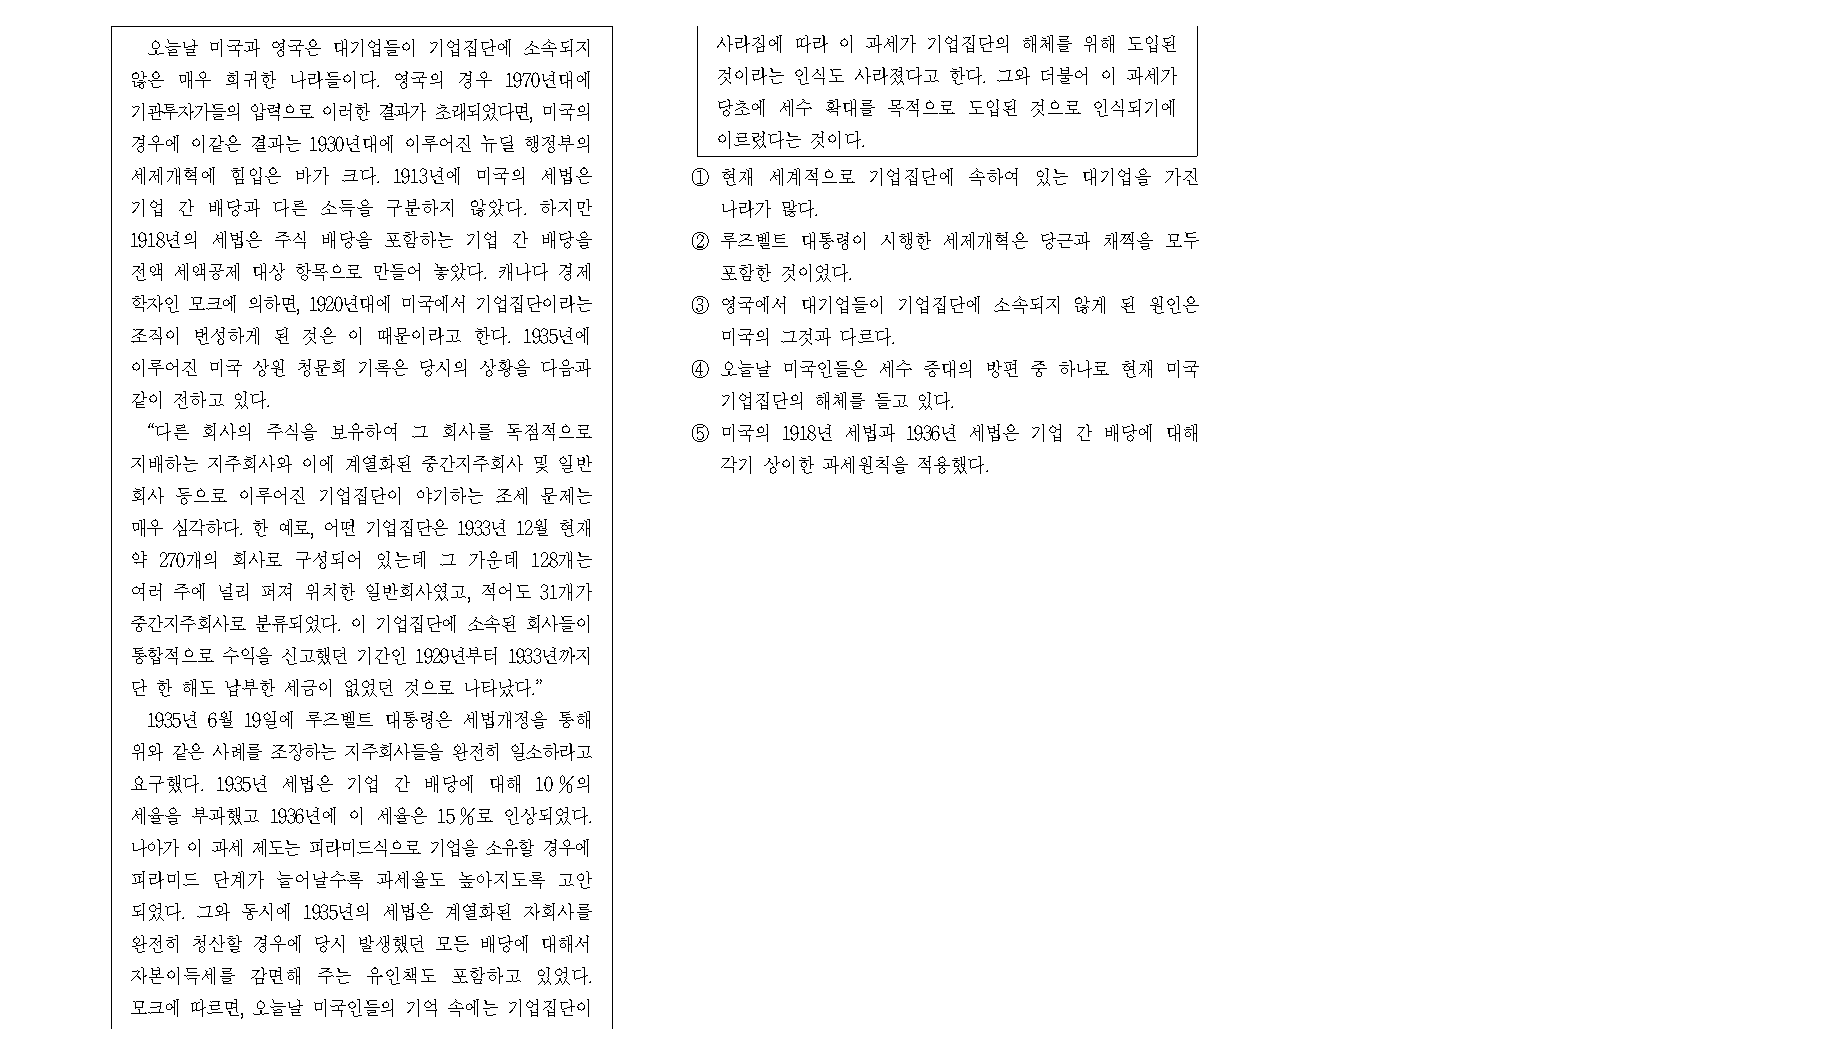 오늘날 미국과 영국은 대기업들이 기업집단에 소속되지
않은 매우 희귀한 나라들이다. 영국의 경우 1970년대에
기관투자가들의 압력으로 이러한 결과가 초래되었다면, 미국의
경우에 이같은 결과는 1930년대에 이루어진 뉴딜 행정부의
세제개혁에 힘입은 바가 크다. 1913년에 미국의 세법은
기업 간 배당과 다른 소득을 구분하지 않았다. 하지만
1918년의 세법은 주식 배당을 포함하는 기업 간 배당을
전액 세액공제 대상 항목으로 만들어 놓았다. 캐나다 경제
학자인 모크에 의하면, 1920년대에 미국에서 기업집단이라는
조직이 번성하게 된 것은 이 때문이라고 한다. 1935년에
이루어진 미국 상원 청문회 기록은 당시의 상황을 다음과
같이 전하고 있다.
“다른 회사의 주식을 보유하여 그 회사를 독점적으로
지배하는 지주회사와 이에 계열화된 중간지주회사 및 일반
회사 등으로 이루어진 기업집단이 야기하는 조세 문제는
매우 심각하다. 한 예로, 어떤 기업집단은 1933년 12월 현재
약 270개의 회사로 구성되어 있는데 그 가운데 128개는
여러 주에 널리 퍼져 위치한 일반회사였고, 적어도 31개가
중간지주회사로 분류되었다. 이 기업집단에 소속된 회사들이
통합적으로 수익을 신고했던 기간인 1929년부터 1933년까지
단 한 해도 납부한 세금이 없었던 것으로 나타났다.”
1935년 6월 19일에 루즈벨트 대통령은 세법개정을 통해
위와 같은 사례를 조장하는 지주회사들을 완전히 일소하라고
요구했다. 1935년 세법은 기업 간 배당에 대해 10 %의
세율을 부과했고 1936년에 이 세율은 15 %로 인상되었다.
나아가 이 과세 제도는 피라미드식으로 기업을 소유할 경우에
피라미드 단계가 늘어날수록 과세율도 높아지도록 고안
되었다. 그와 동시에 1935년의 세법은 계열화된 자회사를
완전히 청산할 경우에 당시 발생했던 모든 배당에 대해서
자본이득세를 감면해 주는 유인책도 포함하고 있었다.
모크에 따르면, 오늘날 미국인들의 기억 속에는 기업집단이
사라짐에 따라 이 과세가 기업집단의 해체를 위해 도입된
것이라는 인식도 사라졌다고 한다. 그와 더불어 이 과세가
당초에 세수 확대를 목적으로 도입된 것으로 인식되기에
이르렀다는 것이다.
① 현재 세계적으로 기업집단에 속하여 있는 대기업을 가진
나라가 많다.
② 루즈벨트 대통령이 시행한 세제개혁은 당근과 채찍을 모두
포함한 것이었다.
③ 영국에서 대기업들이 기업집단에 소속되지 않게 된 원인은
미국의 그것과 다르다.
④ 오늘날 미국인들은 세수 증대의 방편 중 하나로 현재 미국
기업집단의 해체를 들고 있다.
⑤ 미국의 1918년 세법과 1936년 세법은 기업 간 배당에 대해
각기 상이한 과세원칙을 적용했다.